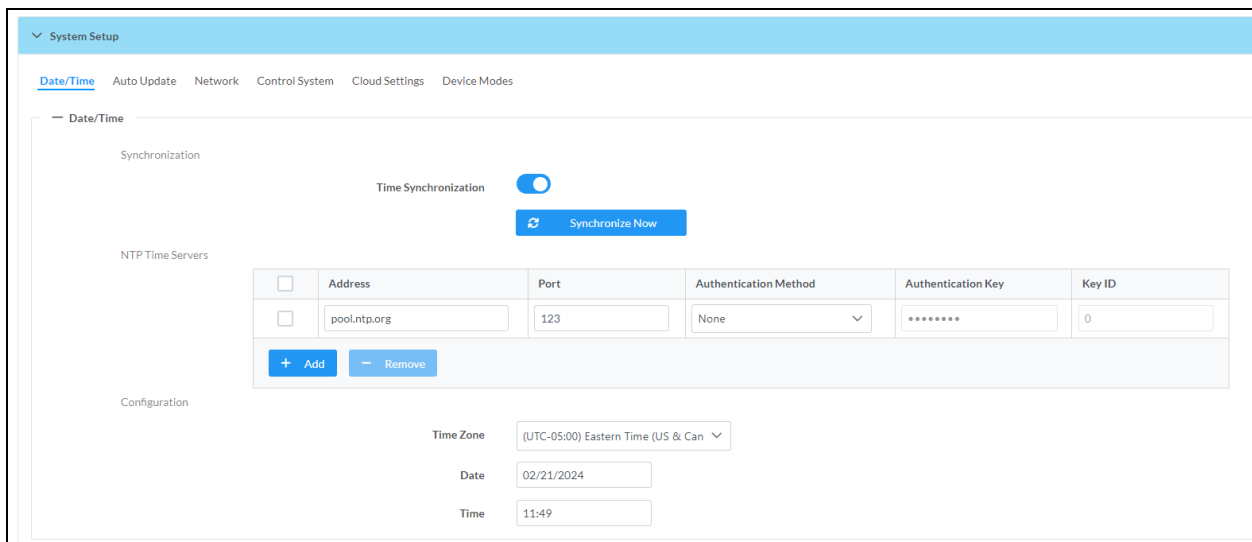 System Setup
Date/Time Auto Update Network Control System Cloud Settings Device Modes
Date/Time
Synchronization
Time Synchronization
Synchronize Now
NTP Time Servers
Address Port Authentication Method Authentication Key Key ID
pool.ntp.org 123 None •••••••• 0
+ Add − Remove
Configuration
Time Zone (UTC-05:00) Eastern Time (US & Can
Date 02/21/2024
Time 11:49